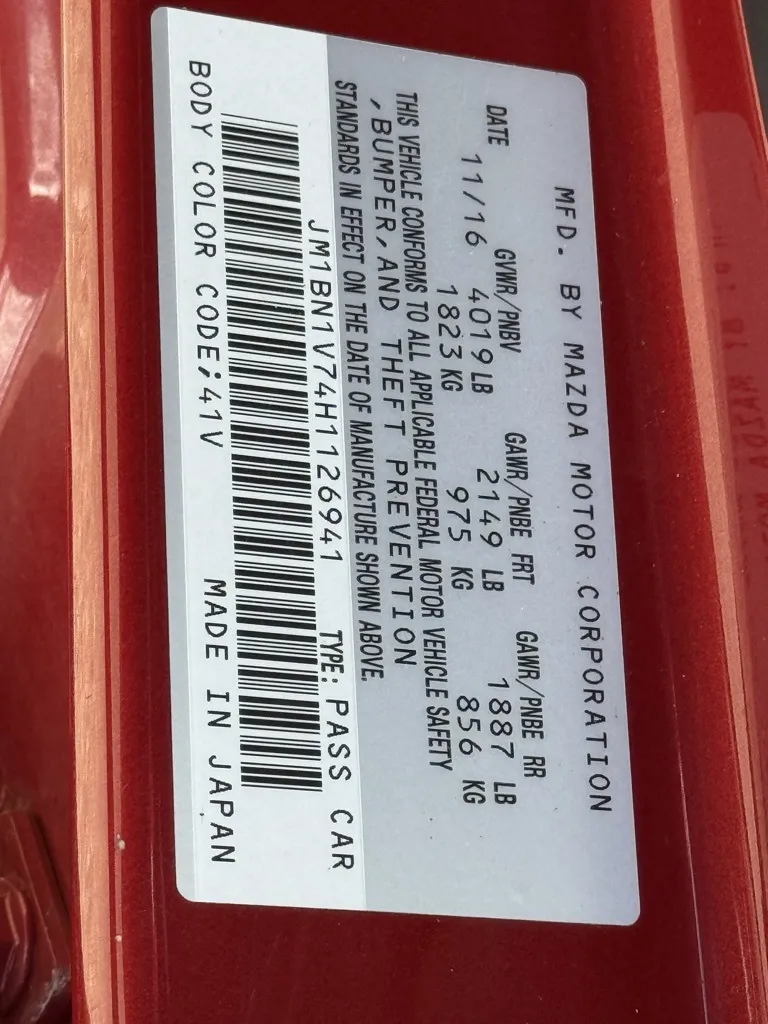 MFD. BY MAZDA MOTOR CORPORATION
DATE GVWR/PNBV GAWR/PNBE FRT GAWR/PNBE RR
11/16 4019 LB 2149 LB 1887 LB
1823 KG 975 KG 856 KG
THIS VEHICLE CONFORMS TO ALL APPLICABLE FEDERAL MOTOR VEHICLE SAFETY
,BUMPER,AND THEFT PREVENTION
STANDARDS IN EFFECT ON THE DATE OF MANUFACTURE SHOWN ABOVE.
JM1BN1V74H1126941 TYPE: PASS CAR
BODY COLOR CODE;41V MADE IN JAPAN